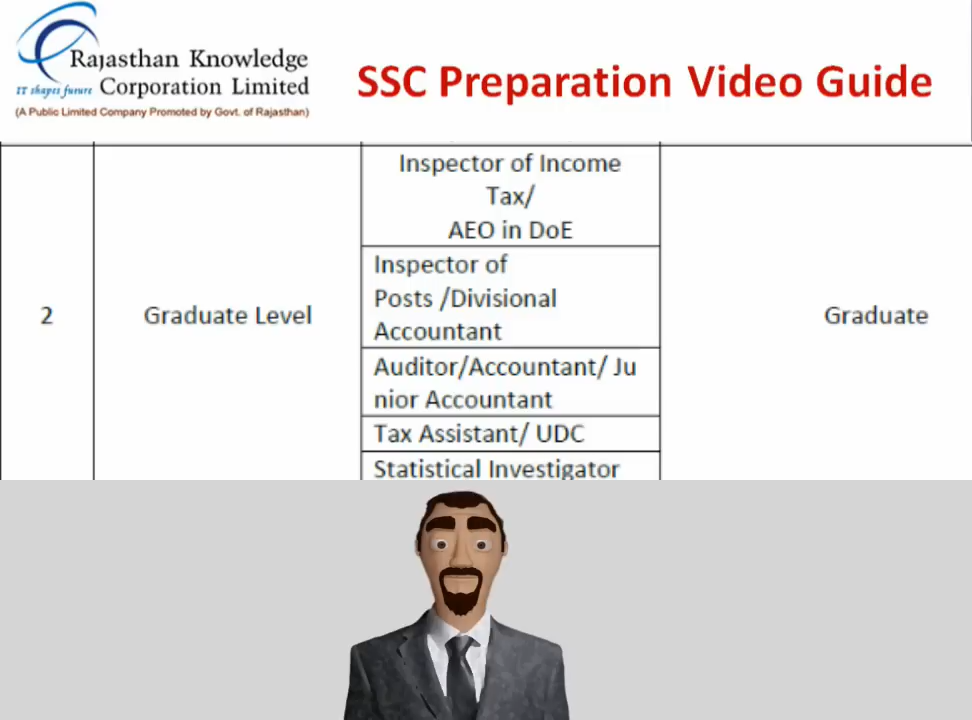 Rajasthan Knowledge
IT shapes future Corporation Limited
(A Public Limited Company Promoted by Govt. of Rajasthan)
SSC Preparation Video Guide
2
Graduate Level
Inspector of Income
Tax/
AEO in DoE
Inspector of
Posts /Divisional
Accountant
Auditor/Accountant/ Ju
nior Accountant
Tax Assistant/ UDC
Statistical Investigator
Graduate